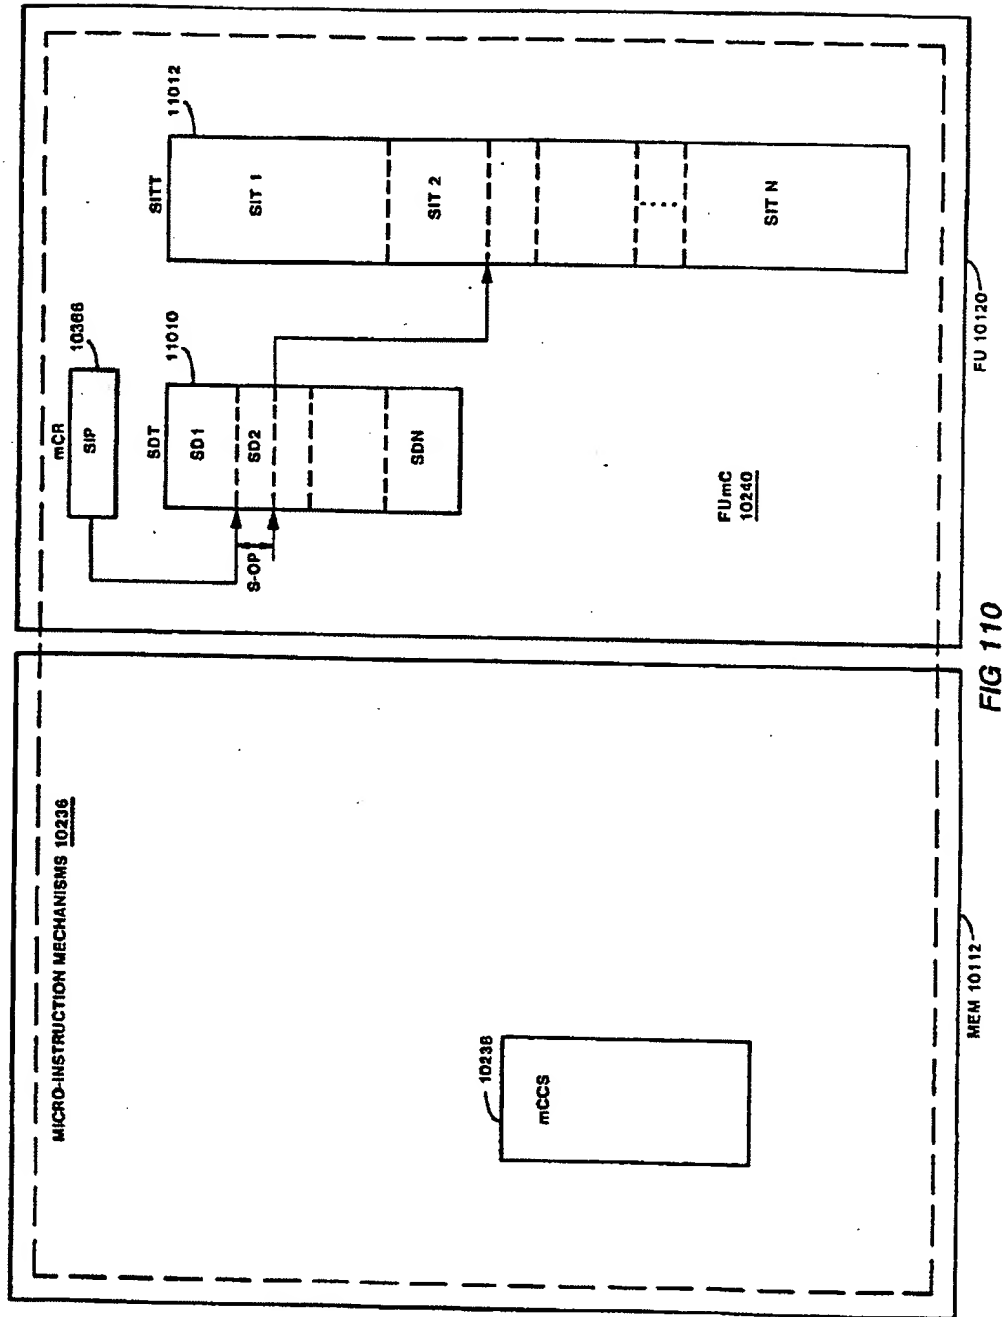 MICRO-INSTRUCTION MECHANISMS 10236
mCCS
10238
MEM 10112
mCR
SIP
10366
SDT
11010
SD1
SD2
SDN
S-OP
SITT
11012
SIT 1
SIT 2
SIT N
FUmC
10240
FU 10120
FIG 110